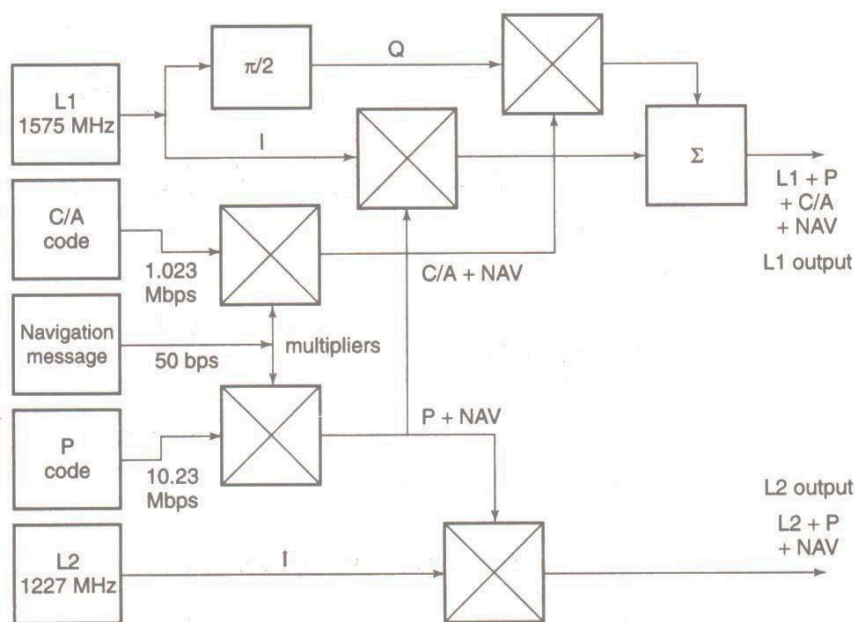 L1
1575 MHz
π/2
Q
I
Σ
L1 + P
+ C/A
+ NAV
L1 output
C/A
code
1.023
Mbps
C/A + NAV
Navigation
message
50 bps
multipliers
P
code
10.23
Mbps
P + NAV
L2 output
L2 + P
+ NAV
L2
1227 MHz
I